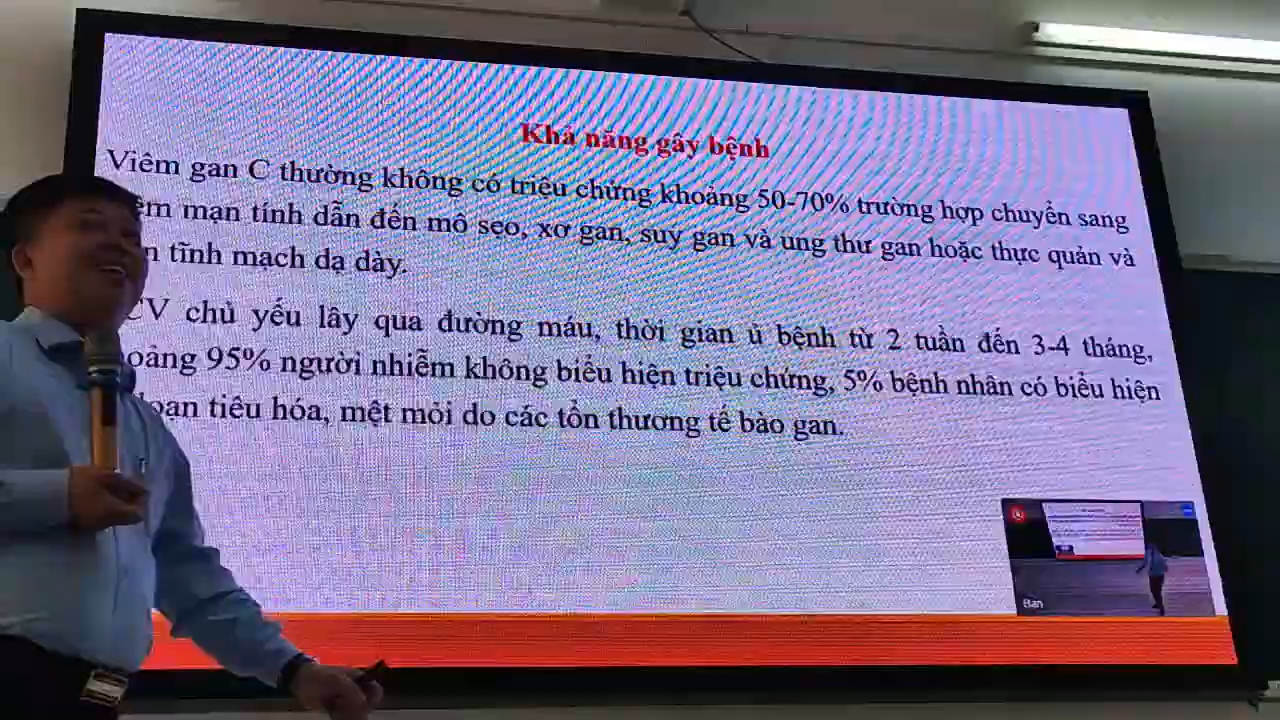 Khả năng gây bệnh
Viêm gan C thường không có triệu chứng khoảng 50-70% trường hợp chuyển sang
êm mạn tính dẫn đến mô sẹo, xơ gan, suy gan và ung thư gan hoặc thực quản và
n tĩnh mạch dạ dày.
CV chủ yếu lây qua đường máu, thời gian ủ bệnh từ 2 tuần đến 3-4 tháng,
oảng 95% người nhiễm không biểu hiện triệu chứng, 5% bệnh nhân có biểu hiện
loạn tiêu hóa, mệt mỏi do các tổn thương tế bào gan.